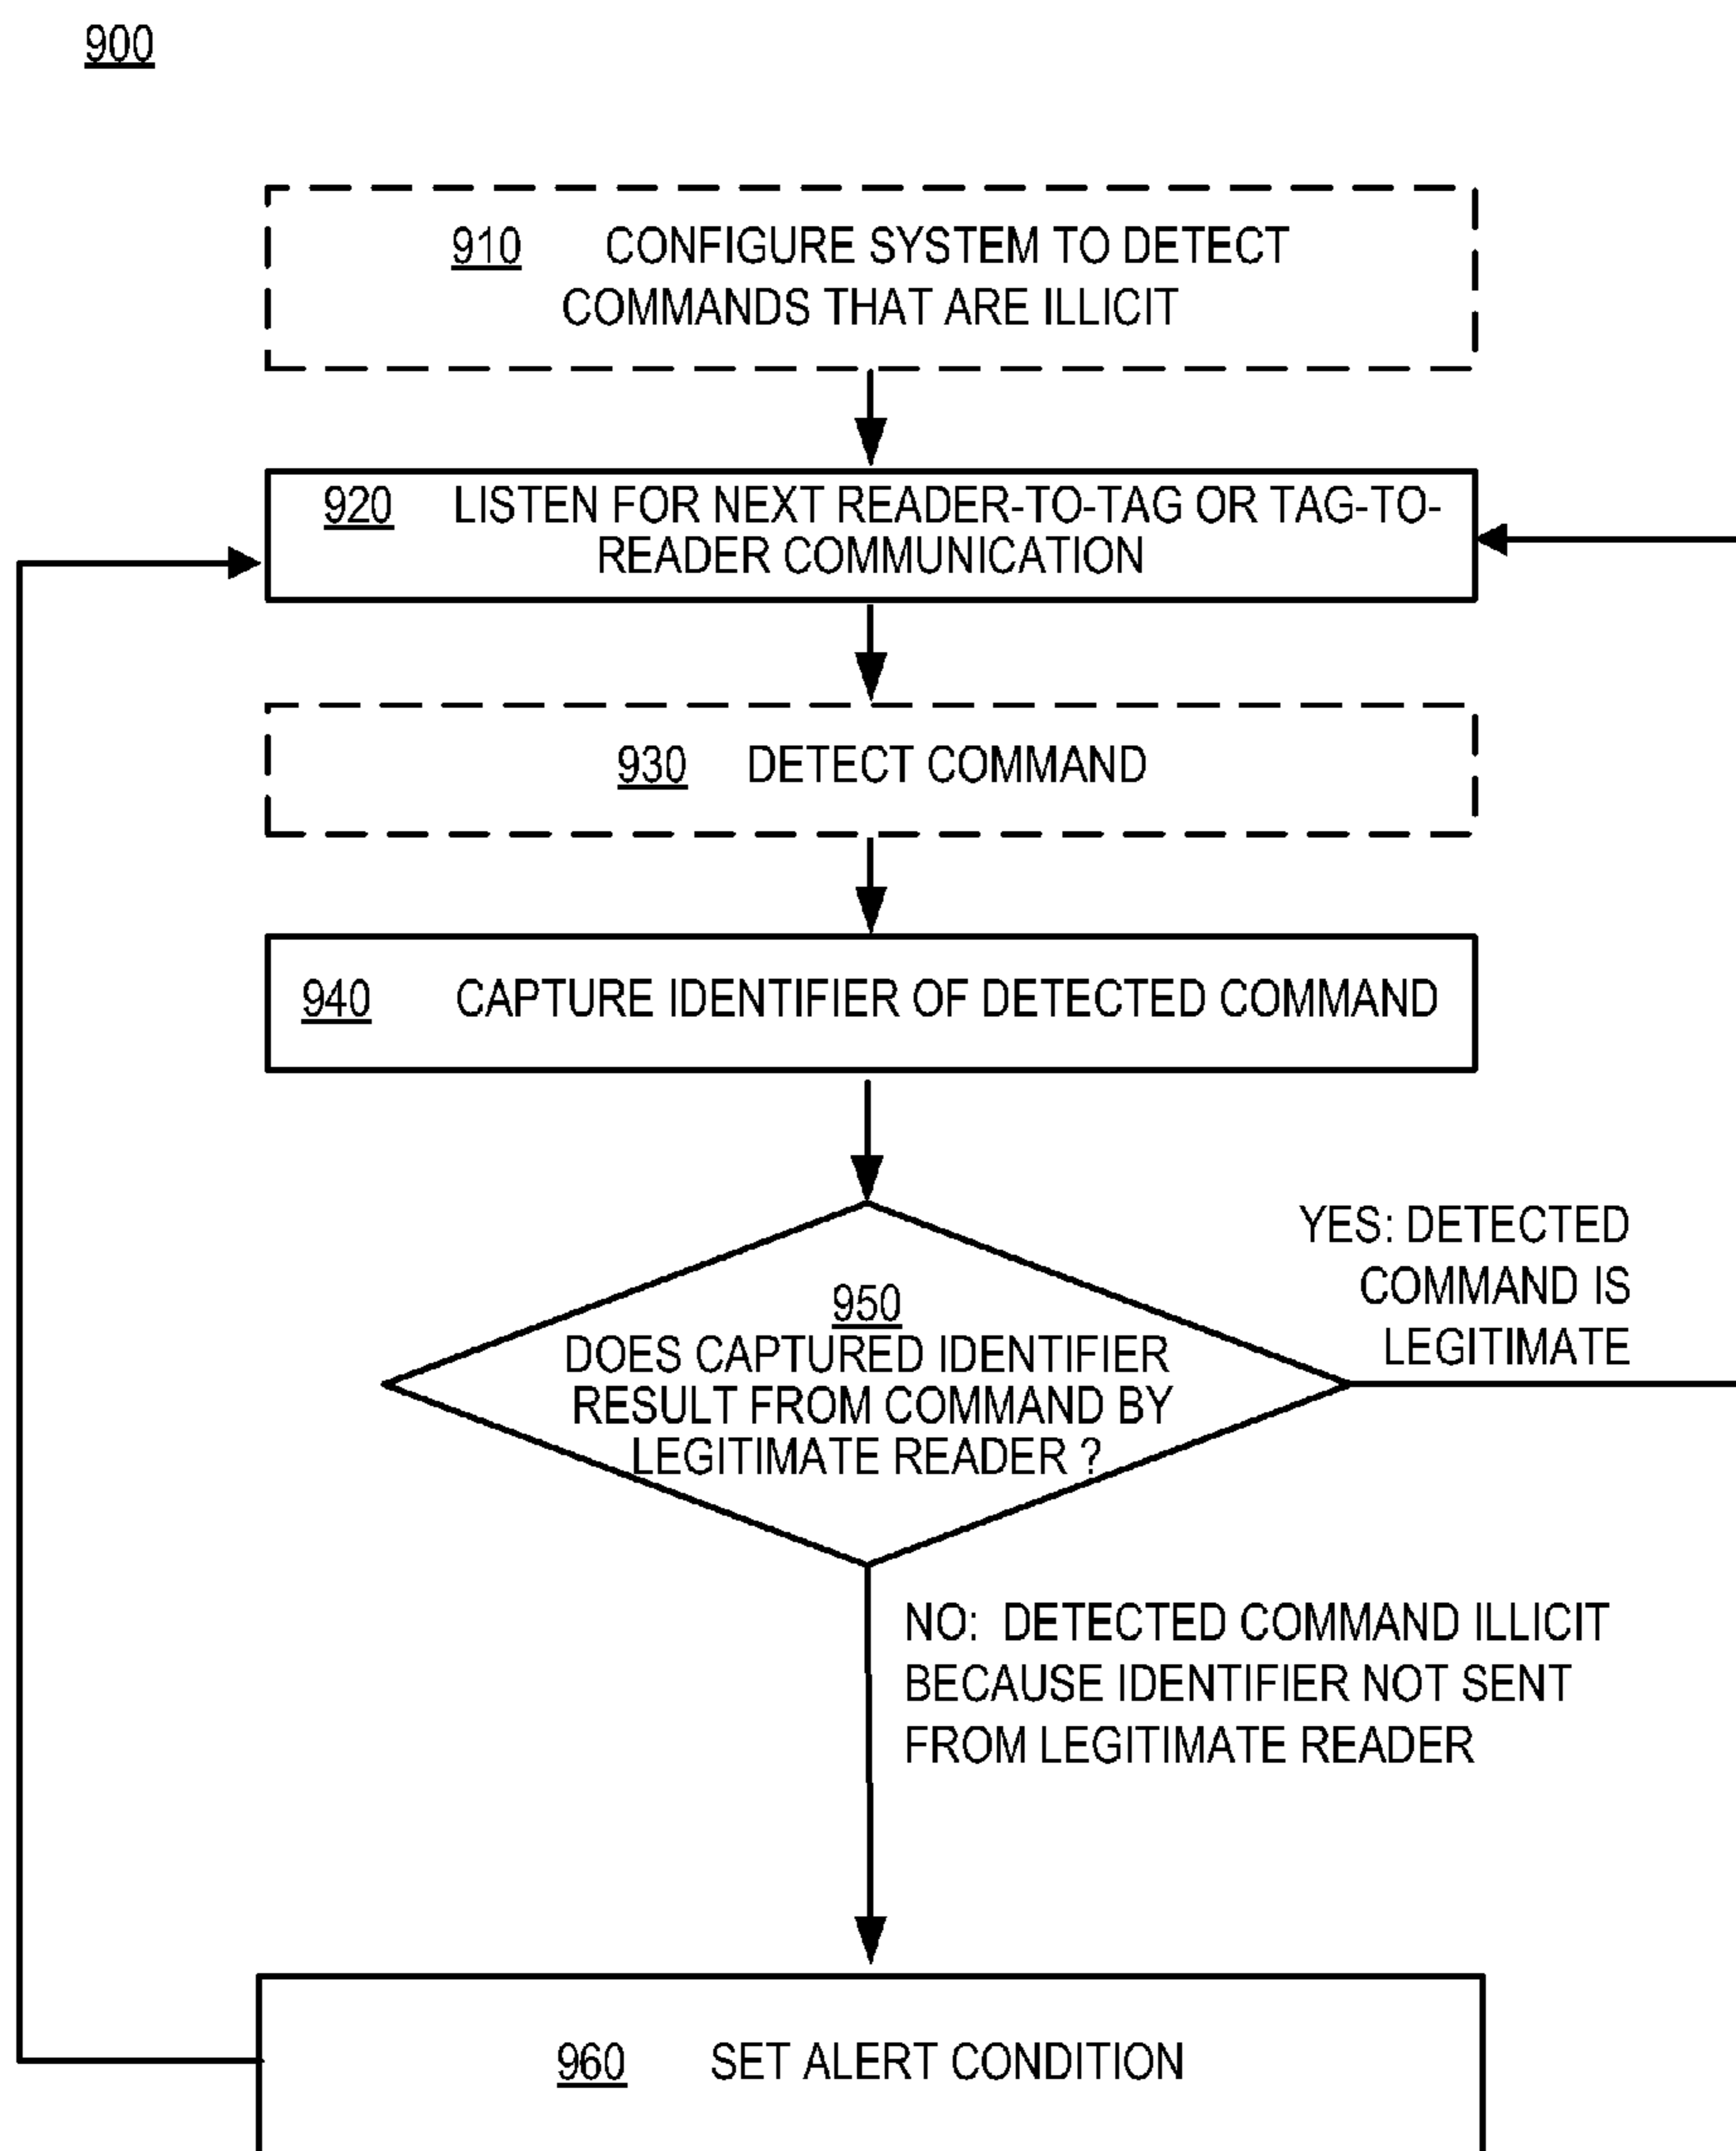 900
910 CONFIGURE SYSTEM TO DETECT
COMMANDS THAT ARE ILLICIT
920 LISTEN FOR NEXT READER-TO-TAG OR TAG-TO-
READER COMMUNICATION
930 DETECT COMMAND
940 CAPTURE IDENTIFIER OF DETECTED COMMAND
YES: DETECTED
COMMAND IS
LEGITIMATE
950
DOES CAPTURED IDENTIFIER
RESULT FROM COMMAND BY
LEGITIMATE READER ?
NO: DETECTED COMMAND ILLICIT
BECAUSE IDENTIFIER NOT SENT
FROM LEGITIMATE READER
960 SET ALERT CONDITION